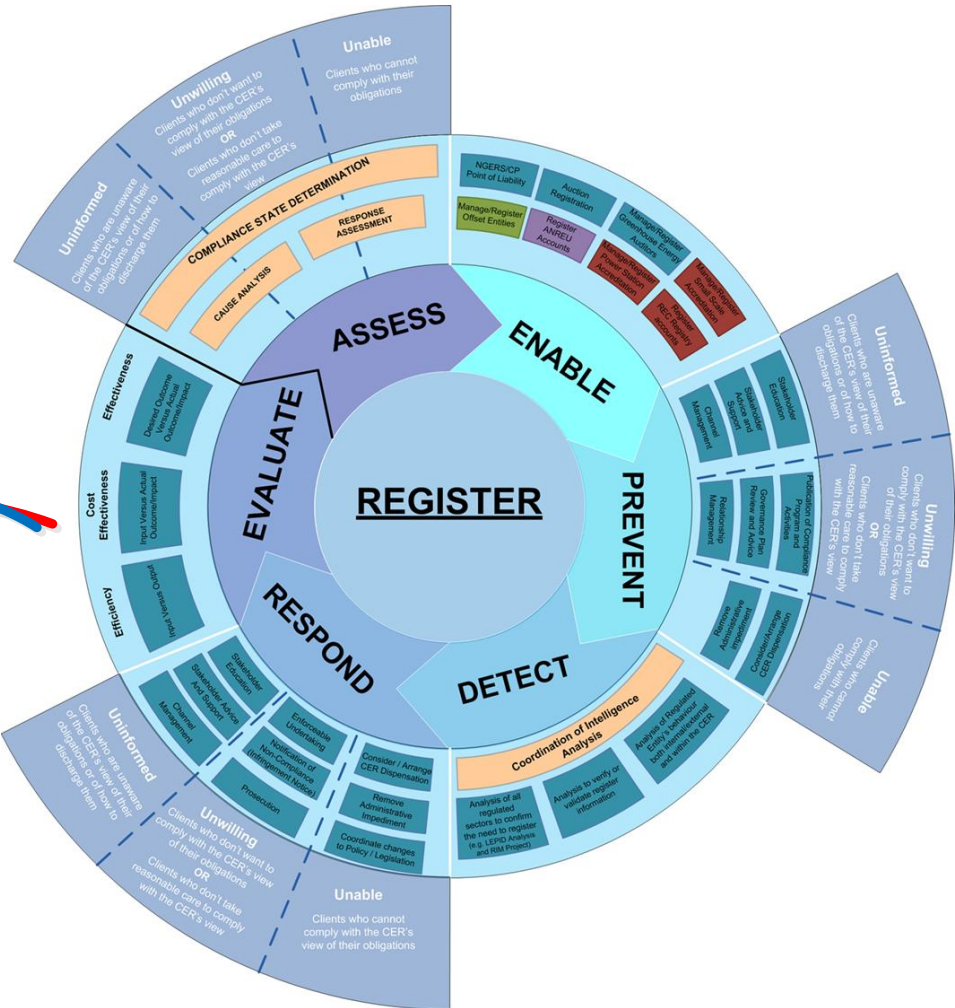 REGISTER
ENABLE
NGERS/CP
Point of Liability
Auction
Registration
Manage/Register
Greenhouse Energy
Auditors
Manage/Register
Offset Entities
Register
ANREU
Accounts
Manage/Register
Power Station
Accreditation
Manage/Register
Small Scale
Accreditation
Register
REC Registry
accounts
PREVENT
Stakeholder
Education
Stakeholder
Advice and
Support
Channel
Management
Publication of Compliance
Program and
Activities
Governance Plan
Review and Advice
Relationship
Management
Remove
Administrative
impediment
Consider/Arrange
CER Dispensation
Uninformed
Clients who are unaware
of the CER's view of their
obligations or of how to
discharge them
Unwilling
Clients who don't want to
comply with the CER's view
of their obligations
OR
Clients who don't take
reasonable care to comply
with the CER's view
Unable
Clients who cannot
comply with their
obligations
DETECT
Coordination of Intelligence
Analysis
Analysis of Regulated
Entity's behaviour
both internal/external
and within the CER
Analysis to verify or
validate register
information
Analysis of all
regulated
sectors to confirm
the need to register
(e.g. LEPID Analysis
and RIM Project)
RESPOND
Stakeholder
Education
Stakeholder Advice
And Support
Channel
Management
Enforceable
Undertaking
Notification of
Non-Compliance
(Infringement Notice)
Prosecution
Consider / Arrange
CER Dispensation
Remove
Administrative
Impediment
Coordinate changes
to Policy / Legislation
Uninformed
Clients who are unaware
of the CER's view of their
obligations or of how to
discharge them
Unwilling
Clients who don't want to
comply with the CER's view
of their obligations
OR
Clients who don't take
reasonable care to comply
with the CER's view
Unable
Clients who cannot
comply with the CER's
view of their obligations
EVALUATE
Effectiveness
Desired Outcome
Versus Actual
Outcome/Impact
Cost
Effectiveness
Input Versus Actual
Outcome/Impact
Efficiency
Input Versus Output
ASSESS
COMPLIANCE STATE DETERMINATION
CAUSE ANALYSIS
RESPONSE
ASSESSMENT
Uninformed
Clients who are unaware
of the CER's view of their
obligations or of how to
discharge them
Unwilling
Clients who don't want to
comply with the CER's
view of their obligations
OR
Clients who don't take
reasonable care to
comply with the CER's
view
Unable
Clients who cannot
comply with their
obligations